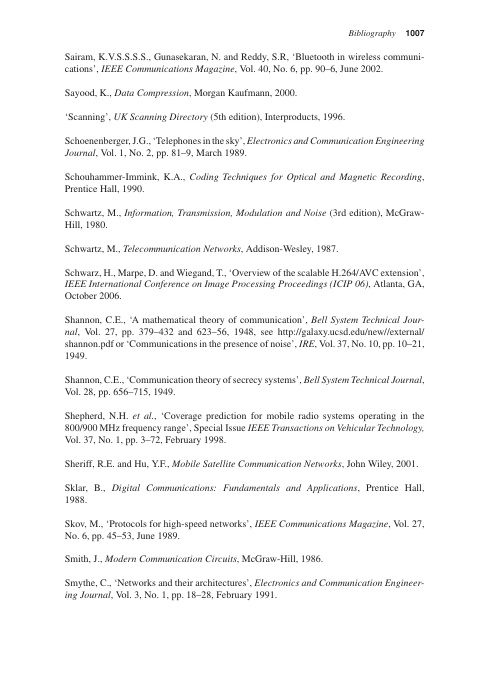 Bibliography 1007
Sairam, K.V.S.S.S.S., Gunasekaran, N. and Reddy, S.R, ‘Bluetooth in wireless communi-
cations’, IEEE Communications Magazine, Vol. 40, No. 6, pp. 90–6, June 2002.
Sayood, K., Data Compression, Morgan Kaufmann, 2000.
‘Scanning’, UK Scanning Directory (5th edition), Interproducts, 1996.
Schoenenberger, J.G., ‘Telephones in the sky’, Electronics and Communication Engineering
Journal, Vol. 1, No. 2, pp. 81–9, March 1989.
Schouhammer-Immink, K.A., Coding Techniques for Optical and Magnetic Recording,
Prentice Hall, 1990.
Schwartz, M., Information, Transmission, Modulation and Noise (3rd edition), McGraw-
Hill, 1980.
Schwartz, M., Telecommunication Networks, Addison-Wesley, 1987.
Schwarz, H., Marpe, D. and Wiegand, T., ‘Overview of the scalable H.264/AVC extension’,
IEEE International Conference on Image Processing Proceedings (ICIP 06), Atlanta, GA,
October 2006.
Shannon, C.E., ‘A mathematical theory of communication’, Bell System Technical Jour-
nal, Vol. 27, pp. 379–432 and 623–56, 1948, see http://galaxy.ucsd.edu/new//external/
shannon.pdf or ‘Communications in the presence of noise’, IRE, Vol. 37, No. 10, pp. 10–21,
1949.
Shannon, C.E., ‘Communication theory of secrecy systems’, Bell System Technical Journal,
Vol. 28, pp. 656–715, 1949.
Shepherd, N.H. et al., ‘Coverage prediction for mobile radio systems operating in the
800/900 MHz frequency range’, Special Issue IEEE Transactions on Vehicular Technology,
Vol. 37, No. 1, pp. 3–72, February 1998.
Sheriff, R.E. and Hu, Y.F., Mobile Satellite Communication Networks, John Wiley, 2001.
Sklar, B., Digital Communications: Fundamentals and Applications, Prentice Hall,
1988.
Skov, M., ‘Protocols for high-speed networks’, IEEE Communications Magazine, Vol. 27,
No. 6, pp. 45–53, June 1989.
Smith, J., Modern Communication Circuits, McGraw-Hill, 1986.
Smythe, C., ‘Networks and their architectures’, Electronics and Communication Engineer-
ing Journal, Vol. 3, No. 1, pp. 18–28, February 1991.